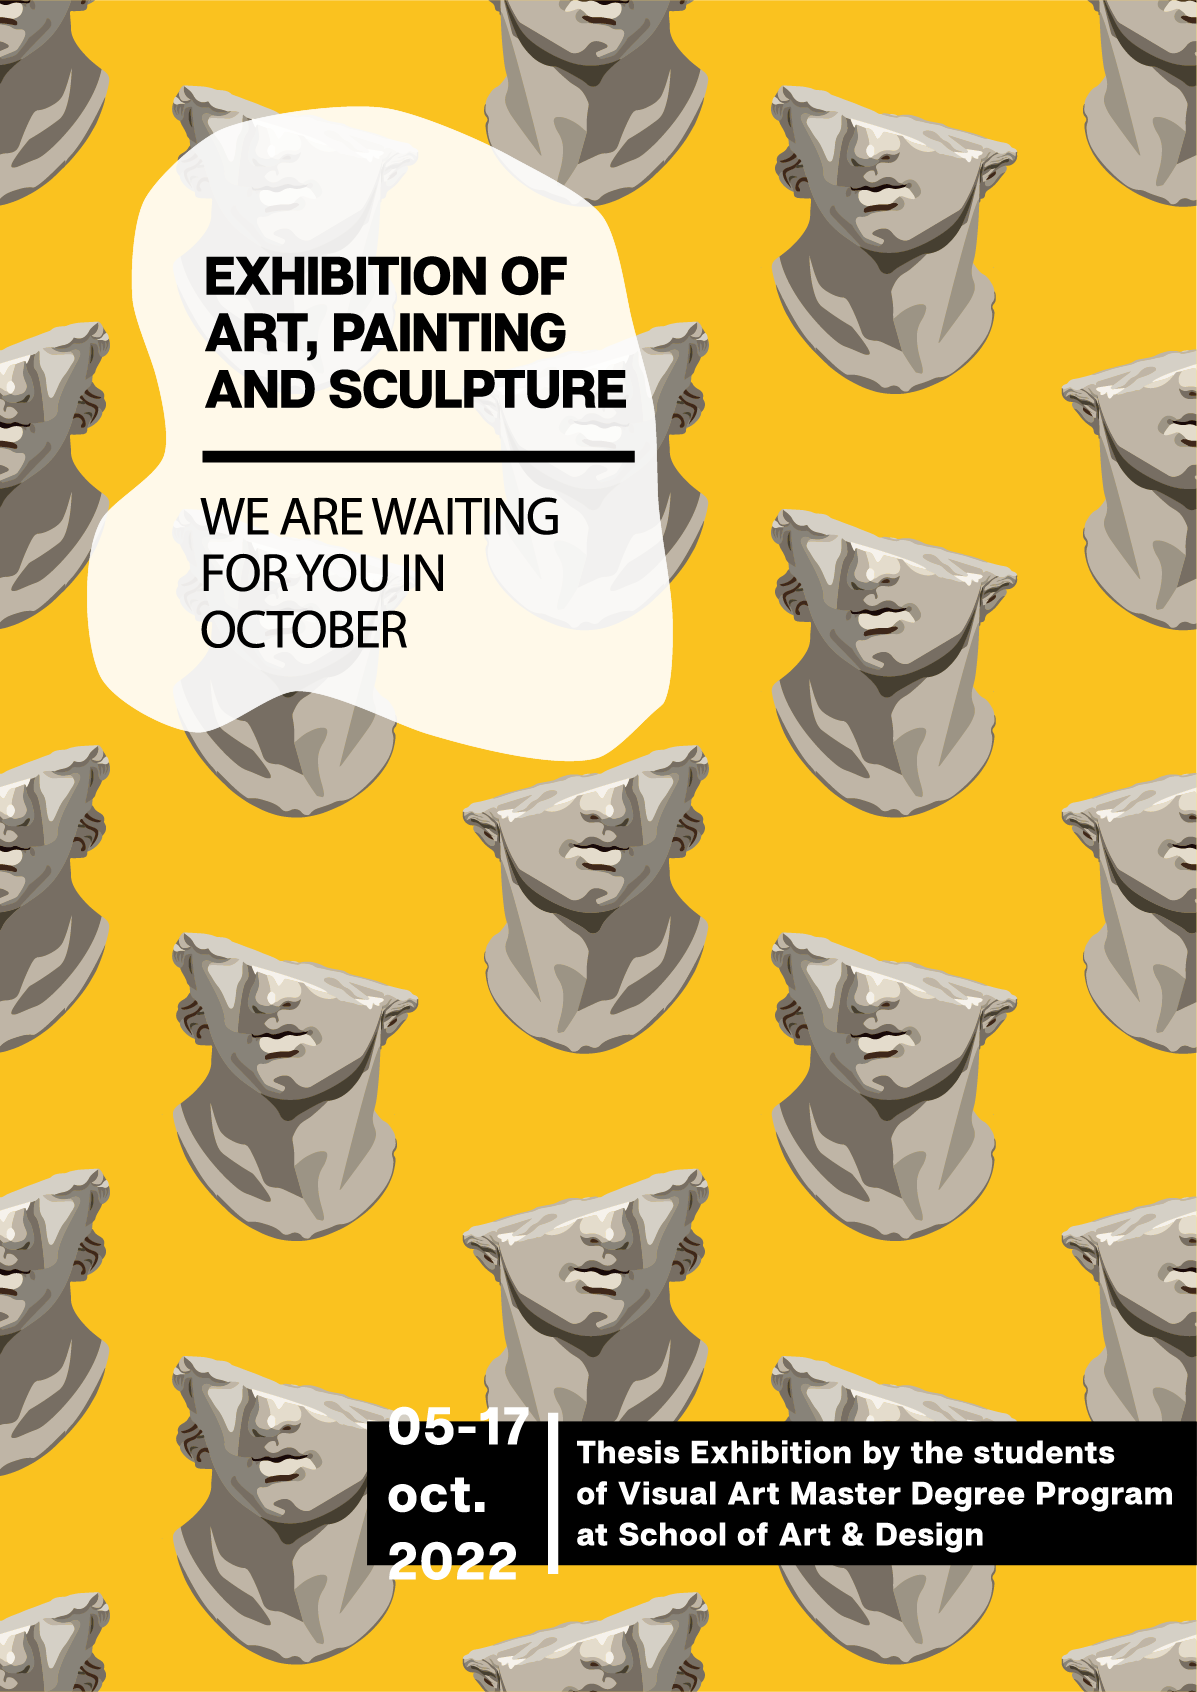 EXHIBITION OF
ART, PAINTING
AND SCULPTURE
WE ARE WAITING
FOR YOU IN
OCTOBER
05-17
oct.
2022
Thesis Exhibition by the students
of Visual Art Master Degree Program
at School of Art & Design